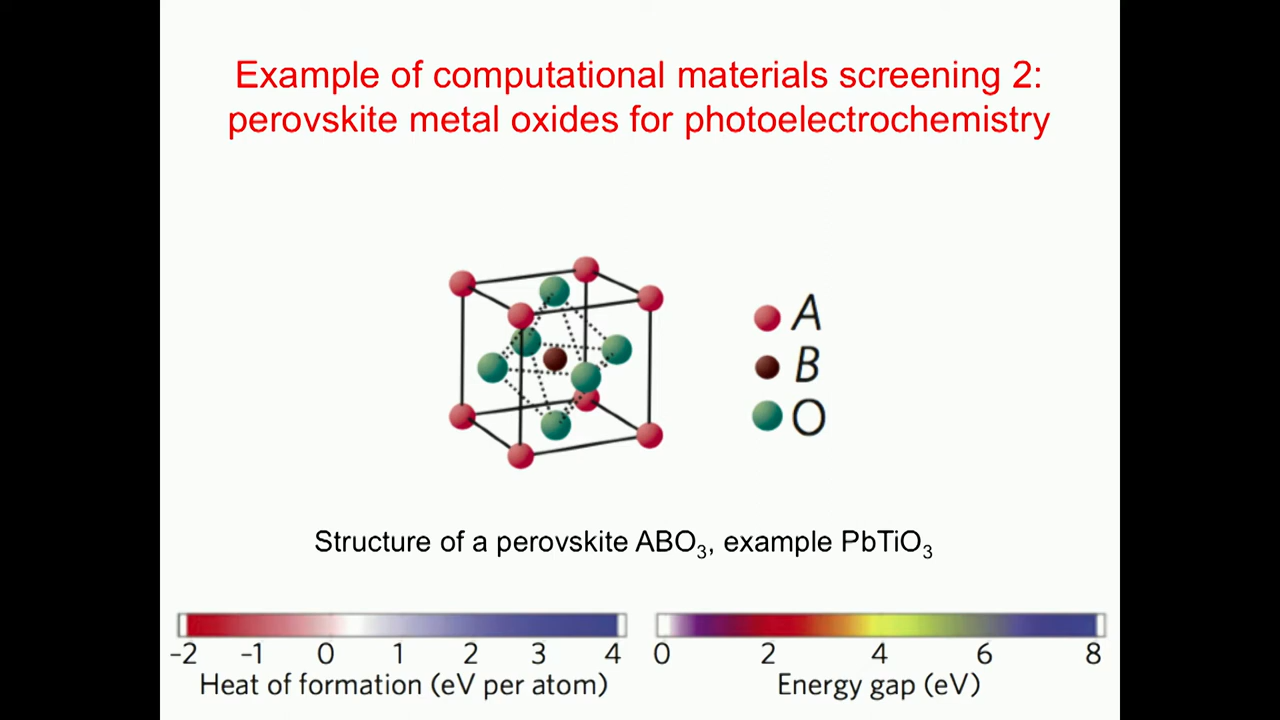 Example of computational materials screening 2:
perovskite metal oxides for photoelectrochemistry
A
B
O
Structure of a perovskite ABO₃, example PbTiO₃
–2 –1 0 1 2 3 4
Heat of formation (eV per atom)
0 2 4 6 8
Energy gap (eV)